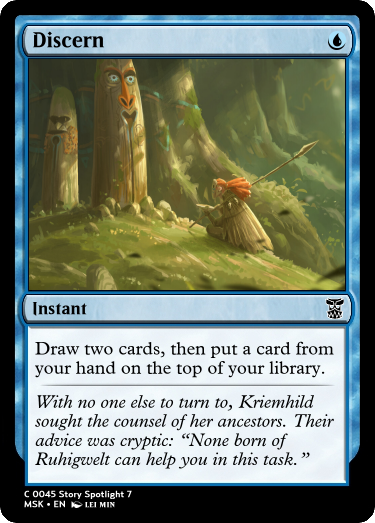 Discern
Instant
Draw two cards, then put a card from
your hand on the top of your library.
With no one else to turn to, Kriemhild
sought the counsel of her ancestors. Their
advice was cryptic: “None born of
Ruhigwelt can help you in this task.”
C 0045 Story Spotlight 7
MSK • EN LEI MIN